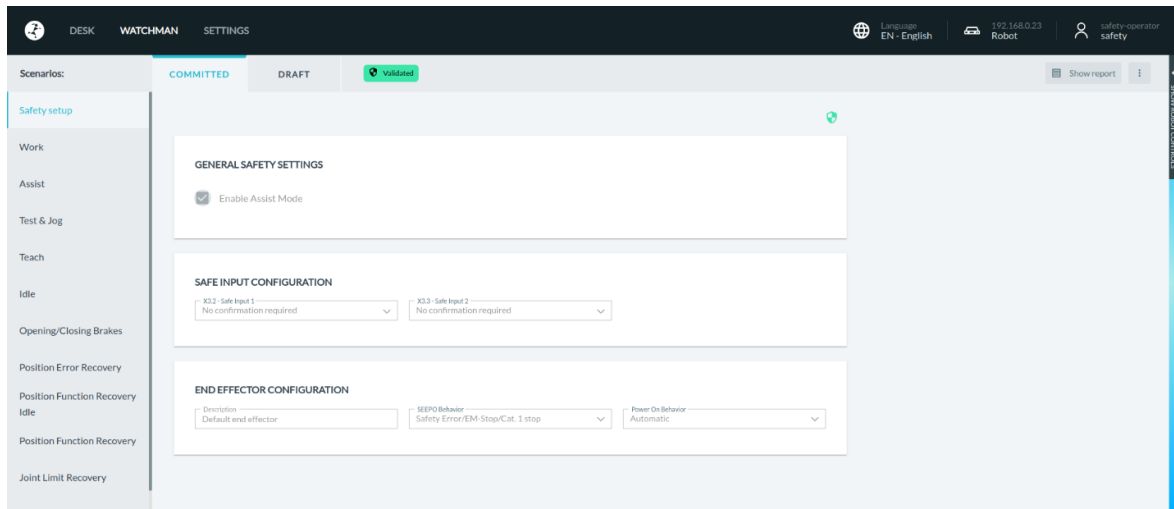 DESK WATCHMAN SETTINGS
Language
EN - English
192.168.0.23
Robot
safety-operator
safety
Scenarios:
COMMITTED DRAFT Validated Show report
Safety setup
Work
Assist
Test & Jog
Teach
Idle
Opening/Closing Brakes
Position Error Recovery
Position Function Recovery
Idle
Position Function Recovery
Joint Limit Recovery
GENERAL SAFETY SETTINGS
Enable Assist Mode
SAFE INPUT CONFIGURATION
X3.2 - Safe Input 1
No confirmation required
X3.3 - Safe Input 2
No confirmation required
END EFFECTOR CONFIGURATION
Description
Default end effector
SEEPO Behavior
Safety Error/EM-Stop/Cat. 1 stop
Power On Behavior
Automatic